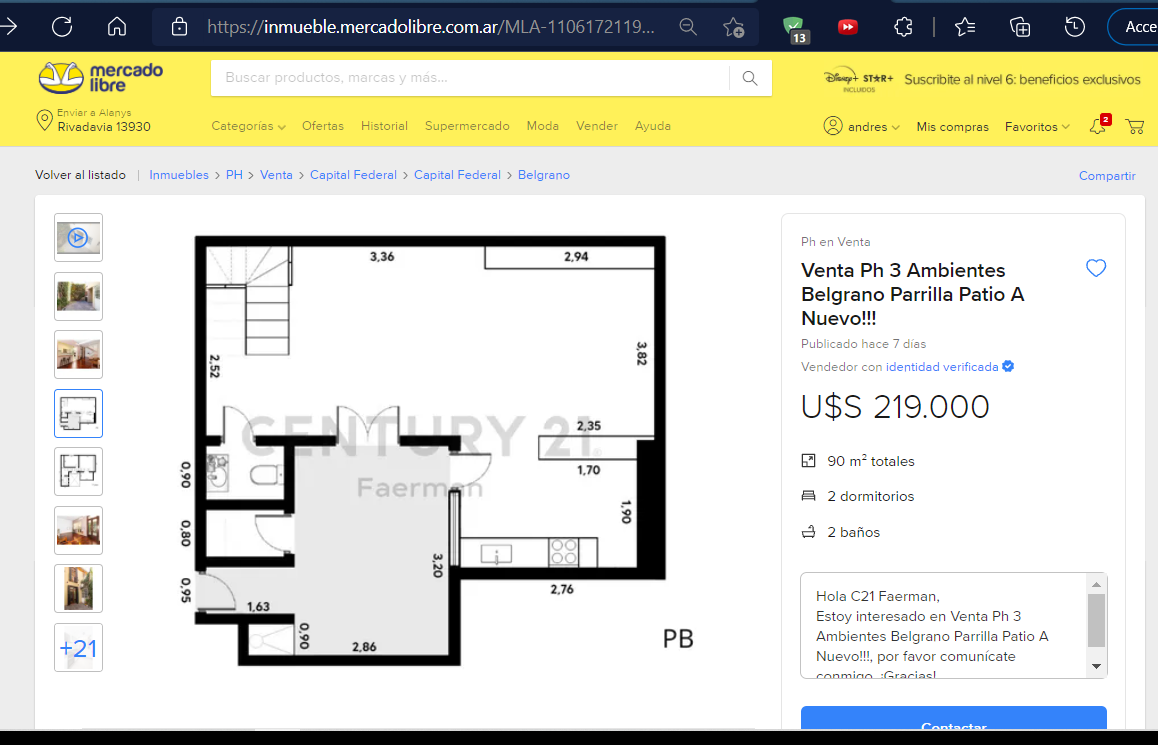 https://inmueble.mercadolibre.com.ar/MLA-1106172119...
13
Acce
mercado
libre
Buscar productos, marcas y más...
Disney+ STAR+
INCLUIDOS
Suscribite al nivel 6: beneficios exclusivos
Enviar a Alanys
Rivadavia 13930
Categorías Ofertas Historial Supermercado Moda Vender Ayuda
andres Mis compras Favoritos 2
Volver al listado | Inmuebles > PH > Venta > Capital Federal > Capital Federal > Belgrano
Compartir
+21
3,36
2,94
2,52
3,82
CENTURY 21®
Faerman
2,35
1,70
0,90
1,90
0,80
3,20
0,95
1,63
2,76
0,90
2,86
PB
Ph en Venta
Venta Ph 3 Ambientes
Belgrano Parrilla Patio A
Nuevo!!!
Publicado hace 7 días
Vendedor con identidad verificada
U$S 219.000
90 m² totales
2 dormitorios
2 baños
Hola C21 Faerman,
Estoy interesado en Venta Ph 3
Ambientes Belgrano Parrilla Patio A
Nuevo!!!, por favor comunícate
conmigo. ¡Gracias!
Contactar